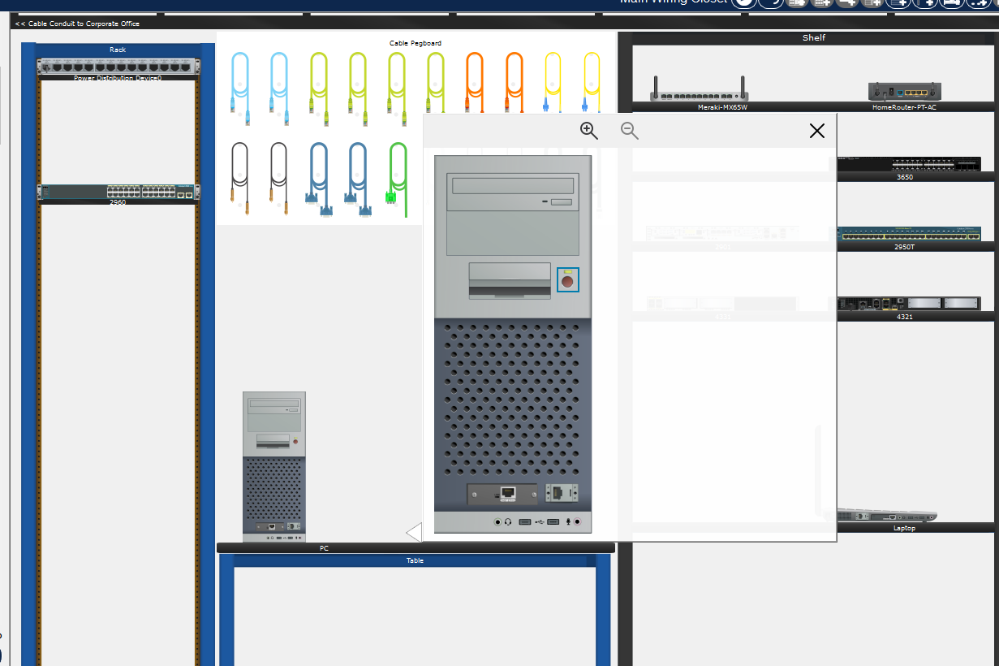 Main Wiring Closet
<< Cable Conduit to Corporate Office
Rack
Cable Pegboard
Shelf
Power Distribution Device0
Meraki-MX65W
HomeRouter-PT-AC
2960
3650
2950T
4321
Laptop
PC
Table